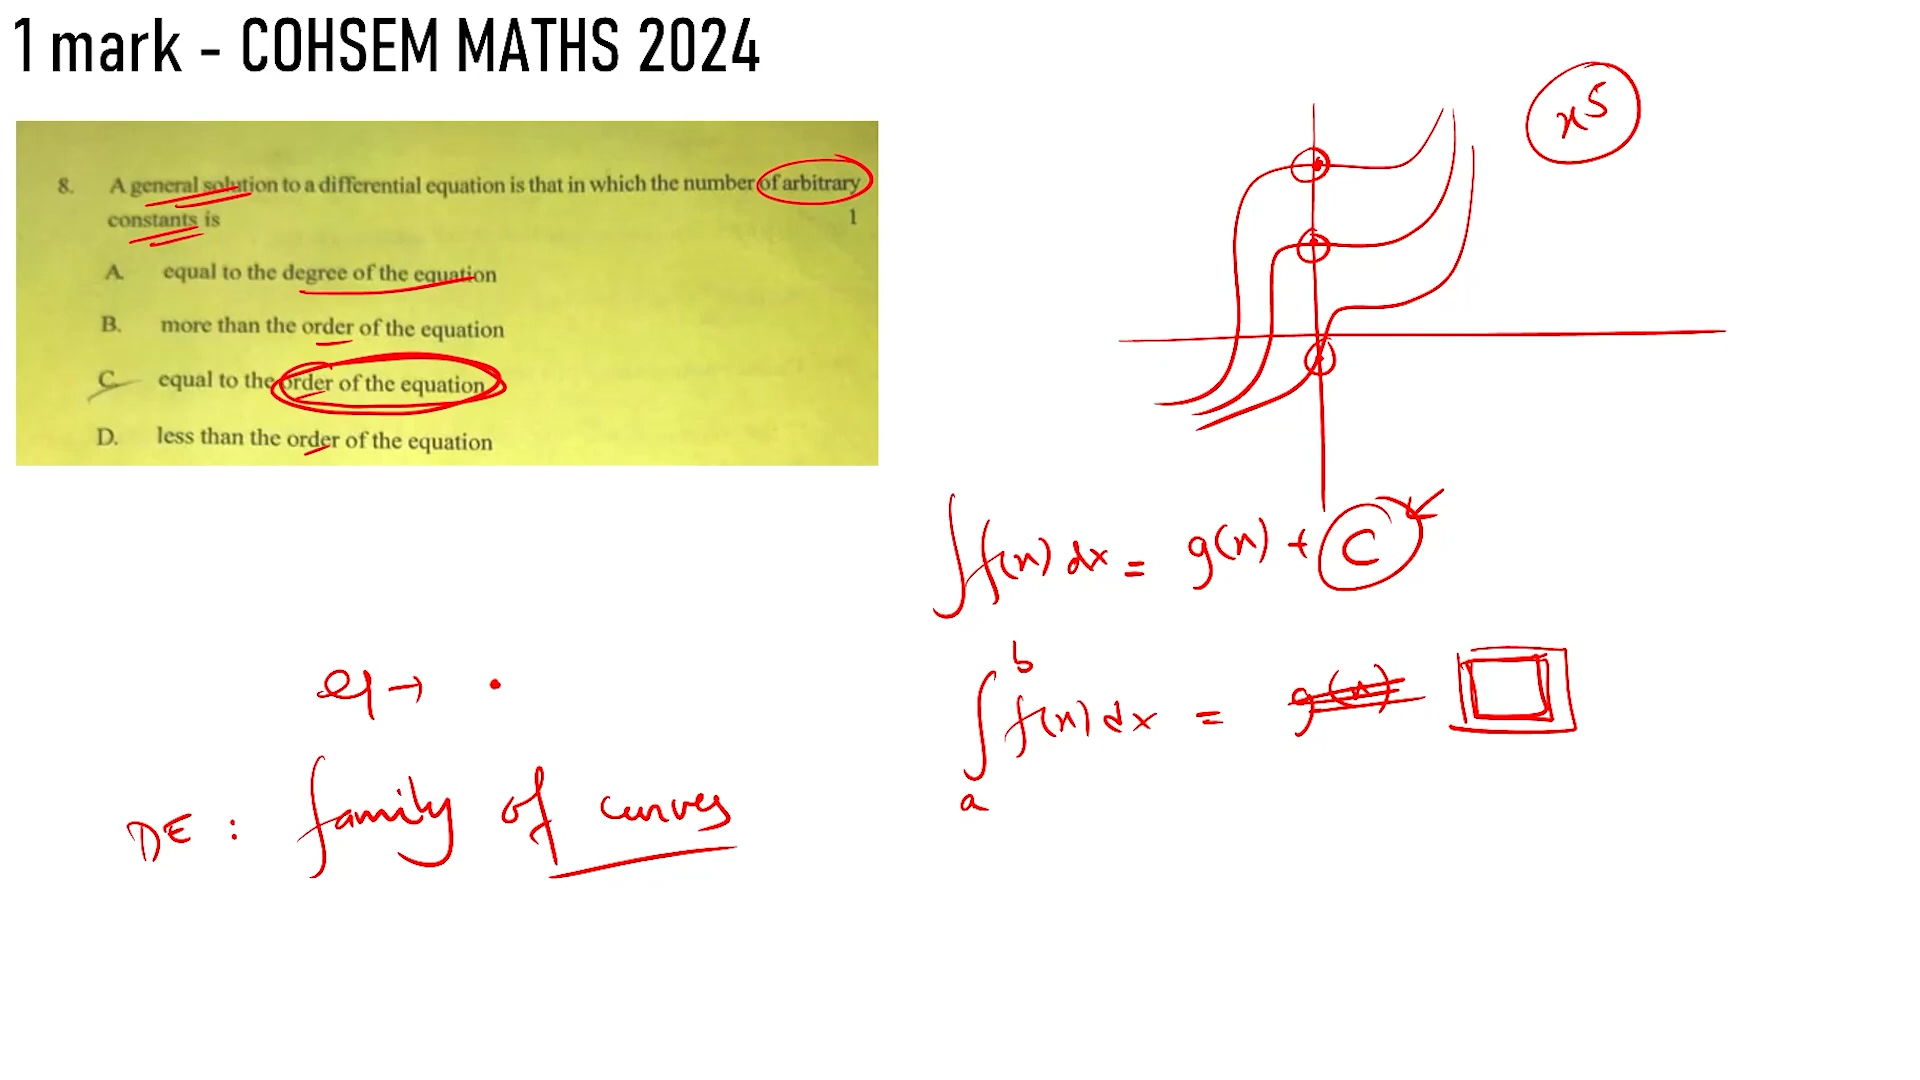 1 mark - COHSEM MATHS 2024
8. A general solution to a differential equation is that in which the number of arbitrary
constants is 1
A. equal to the degree of the equation
B. more than the order of the equation
C. equal to the order of the equation
D. less than the order of the equation
x5
∫f(x) dx = g(x) + C
∫ₐᵇ f(x) dx = g(x)
eq →
DE : family of curves